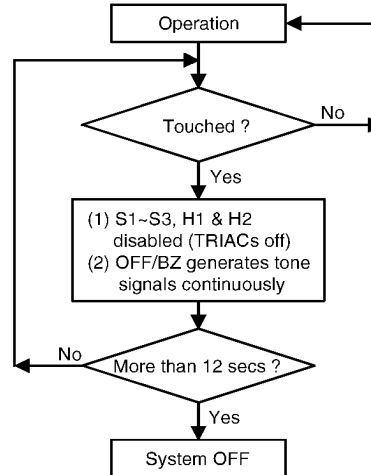 Operation
Touched ?
No
Yes
(1) S1~S3, H1 & H2
disabled (TRIACs off)
(2) OFF/BZ generates tone
signals continuously
No
More than 12 secs ?
Yes
System OFF